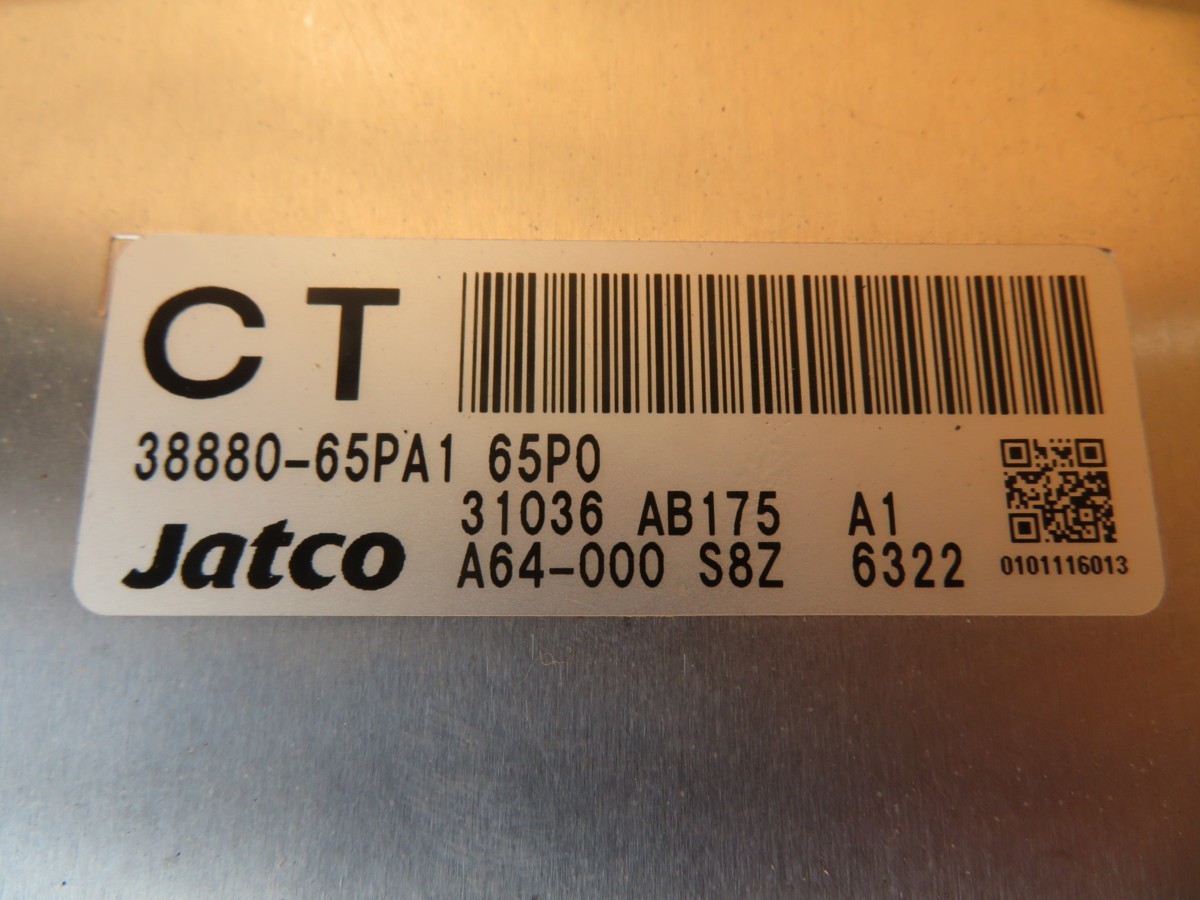 CT
38880-65PA1 65P0
31036 AB175 A1
Jatco A64-000 S8Z 6322
0101116013